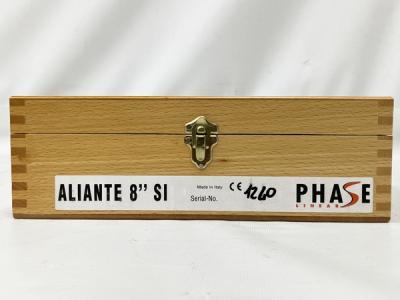 ALIANTE 8" SI
Made in Italy CE
Serial-No. 1260
PHASE
LINEAR